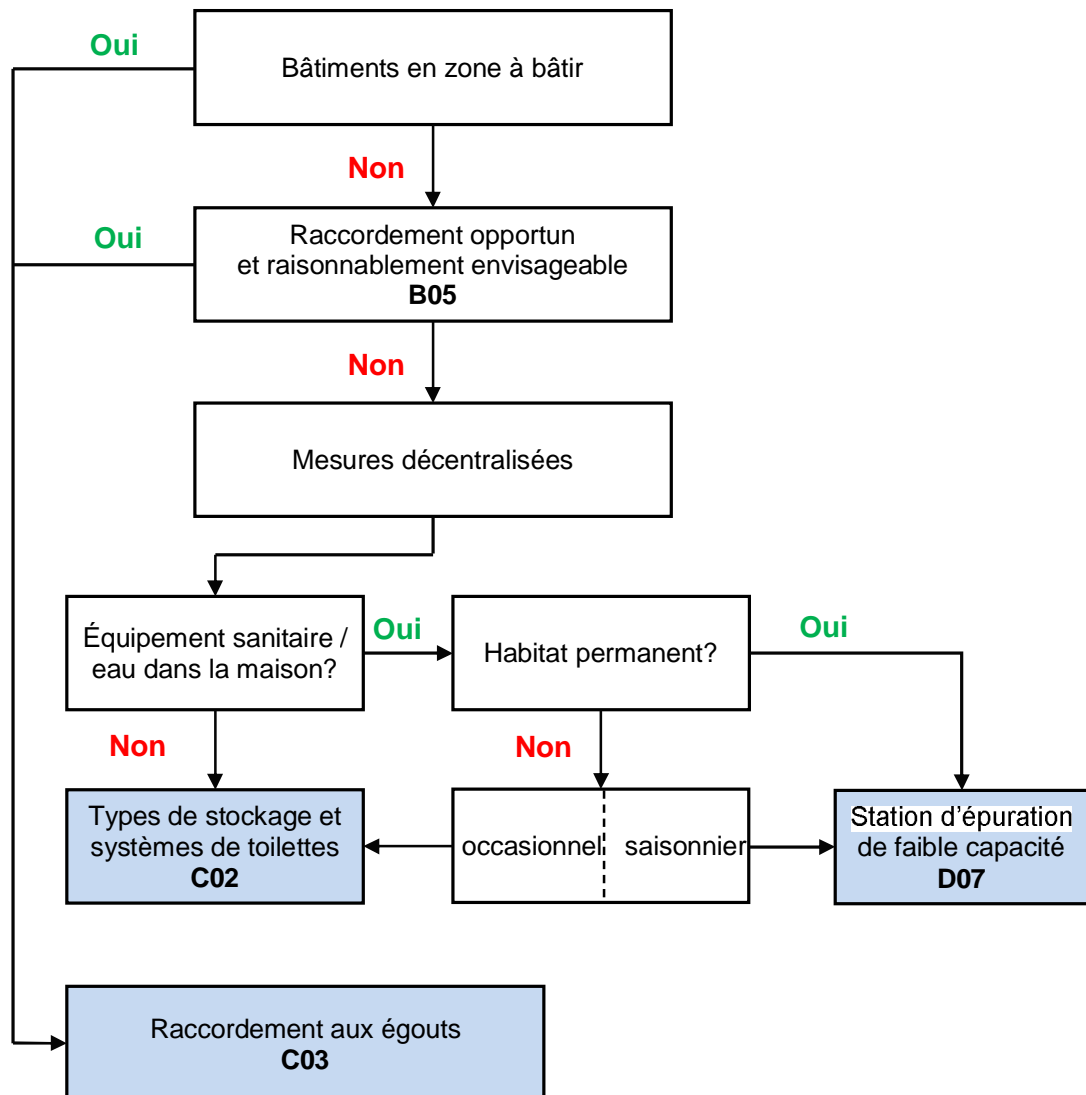 Oui
Bâtiments en zone à bâtir
Non
Oui
Raccordement opportun
et raisonnablement envisageable
B05
Non
Mesures décentralisées
Équipement sanitaire /
eau dans la maison?
Oui
Habitat permanent?
Oui
Non
Non
Types de stockage et
systèmes de toilettes
C02
occasionnel
saisonnier
Station d'épuration
de faible capacité
D07
Raccordement aux égouts
C03